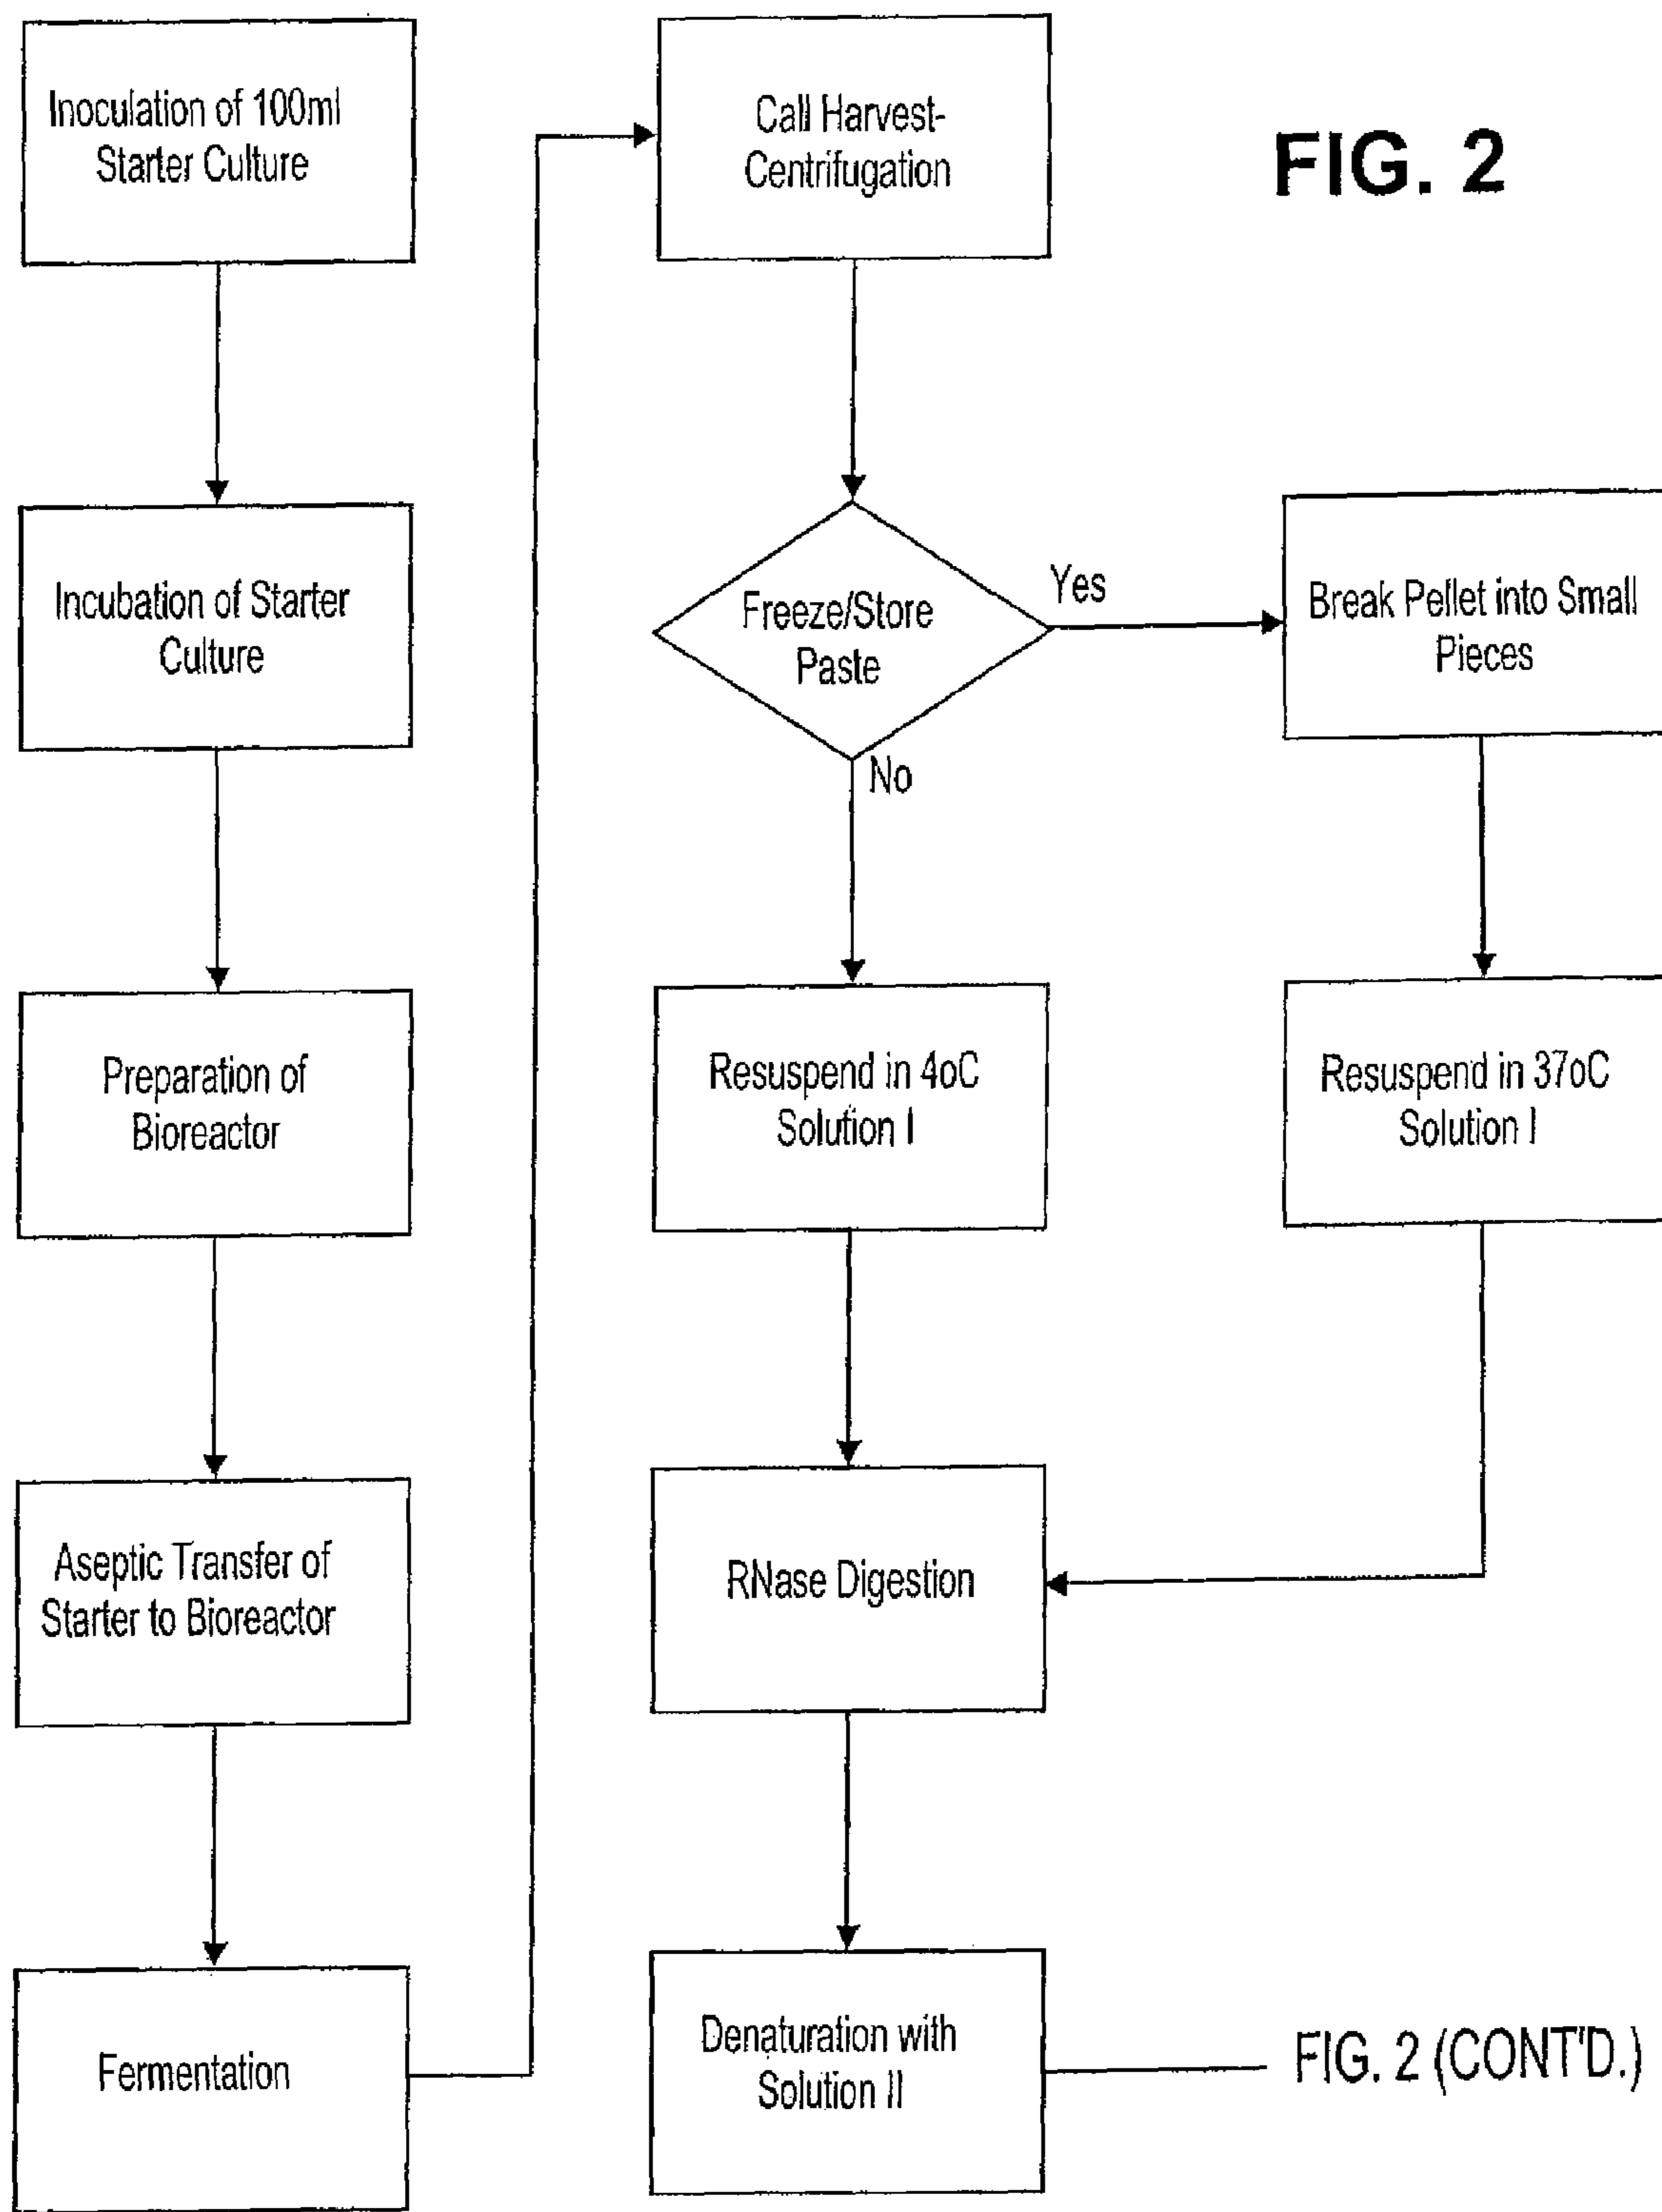 FIG. 2
Inoculation of 100ml
Starter Culture
Incubation of Starter
Culture
Preparation of
Bioreactor
Aseptic Transfer of
Starter to Bioreactor
Fermentation
Call Harvest-
Centrifugation
Freeze/Store
Paste
Yes
No
Break Pellet into Small
Pieces
Resuspend in 4oC
Solution I
Resuspend in 37oC
Solution I
RNase Digestion
Denaturation with
Solution II
FIG. 2 (CONT'D.)